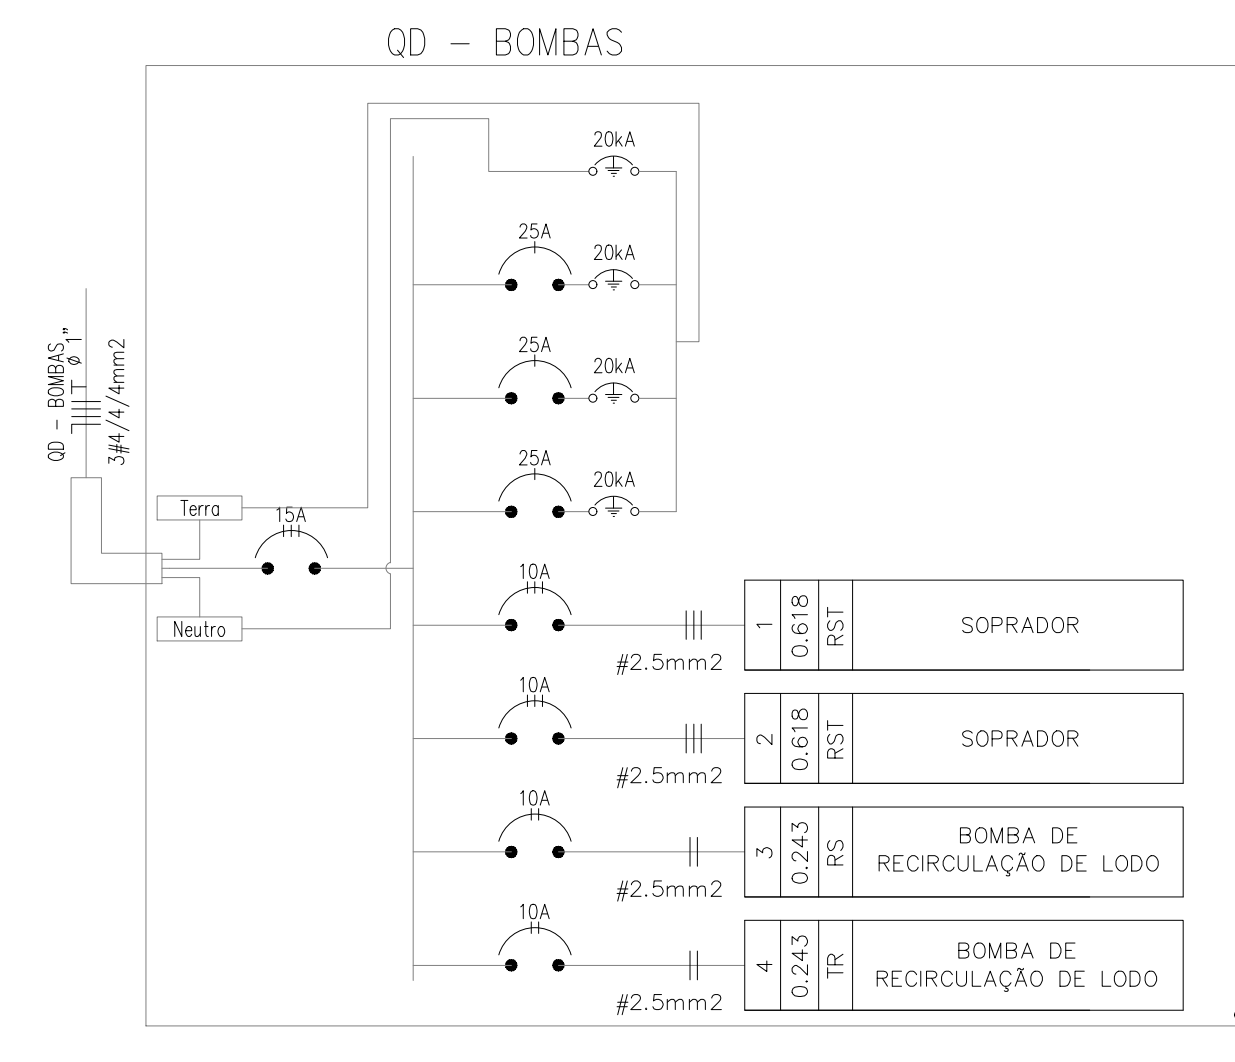 QD - BOMBAS
20kA
25A
20kA
25A
20kA
25A
20kA
QD - BOMBAS
Ø 1"
3#4/4/4mm2
Terra
15A
Neutro
10A
#2.5mm2
1
0.618
RST
SOPRADOR
10A
#2.5mm2
2
0.618
RST
SOPRADOR
10A
#2.5mm2
3
0.243
RS
BOMBA DE
RECIRCULAÇÃO DE LODO
10A
#2.5mm2
4
0.243
TR
BOMBA DE
RECIRCULAÇÃO DE LODO